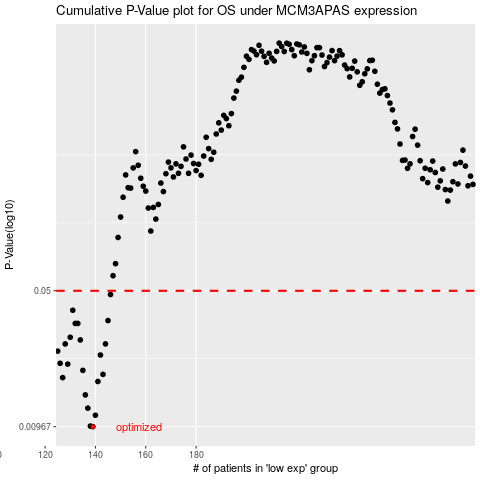 Cumulative P-Value plot for OS under MCM3APAS expression
P-Value(log10)
0.05
0.00967
optimized
0 120 140 160 180
# of patients in 'low exp' group